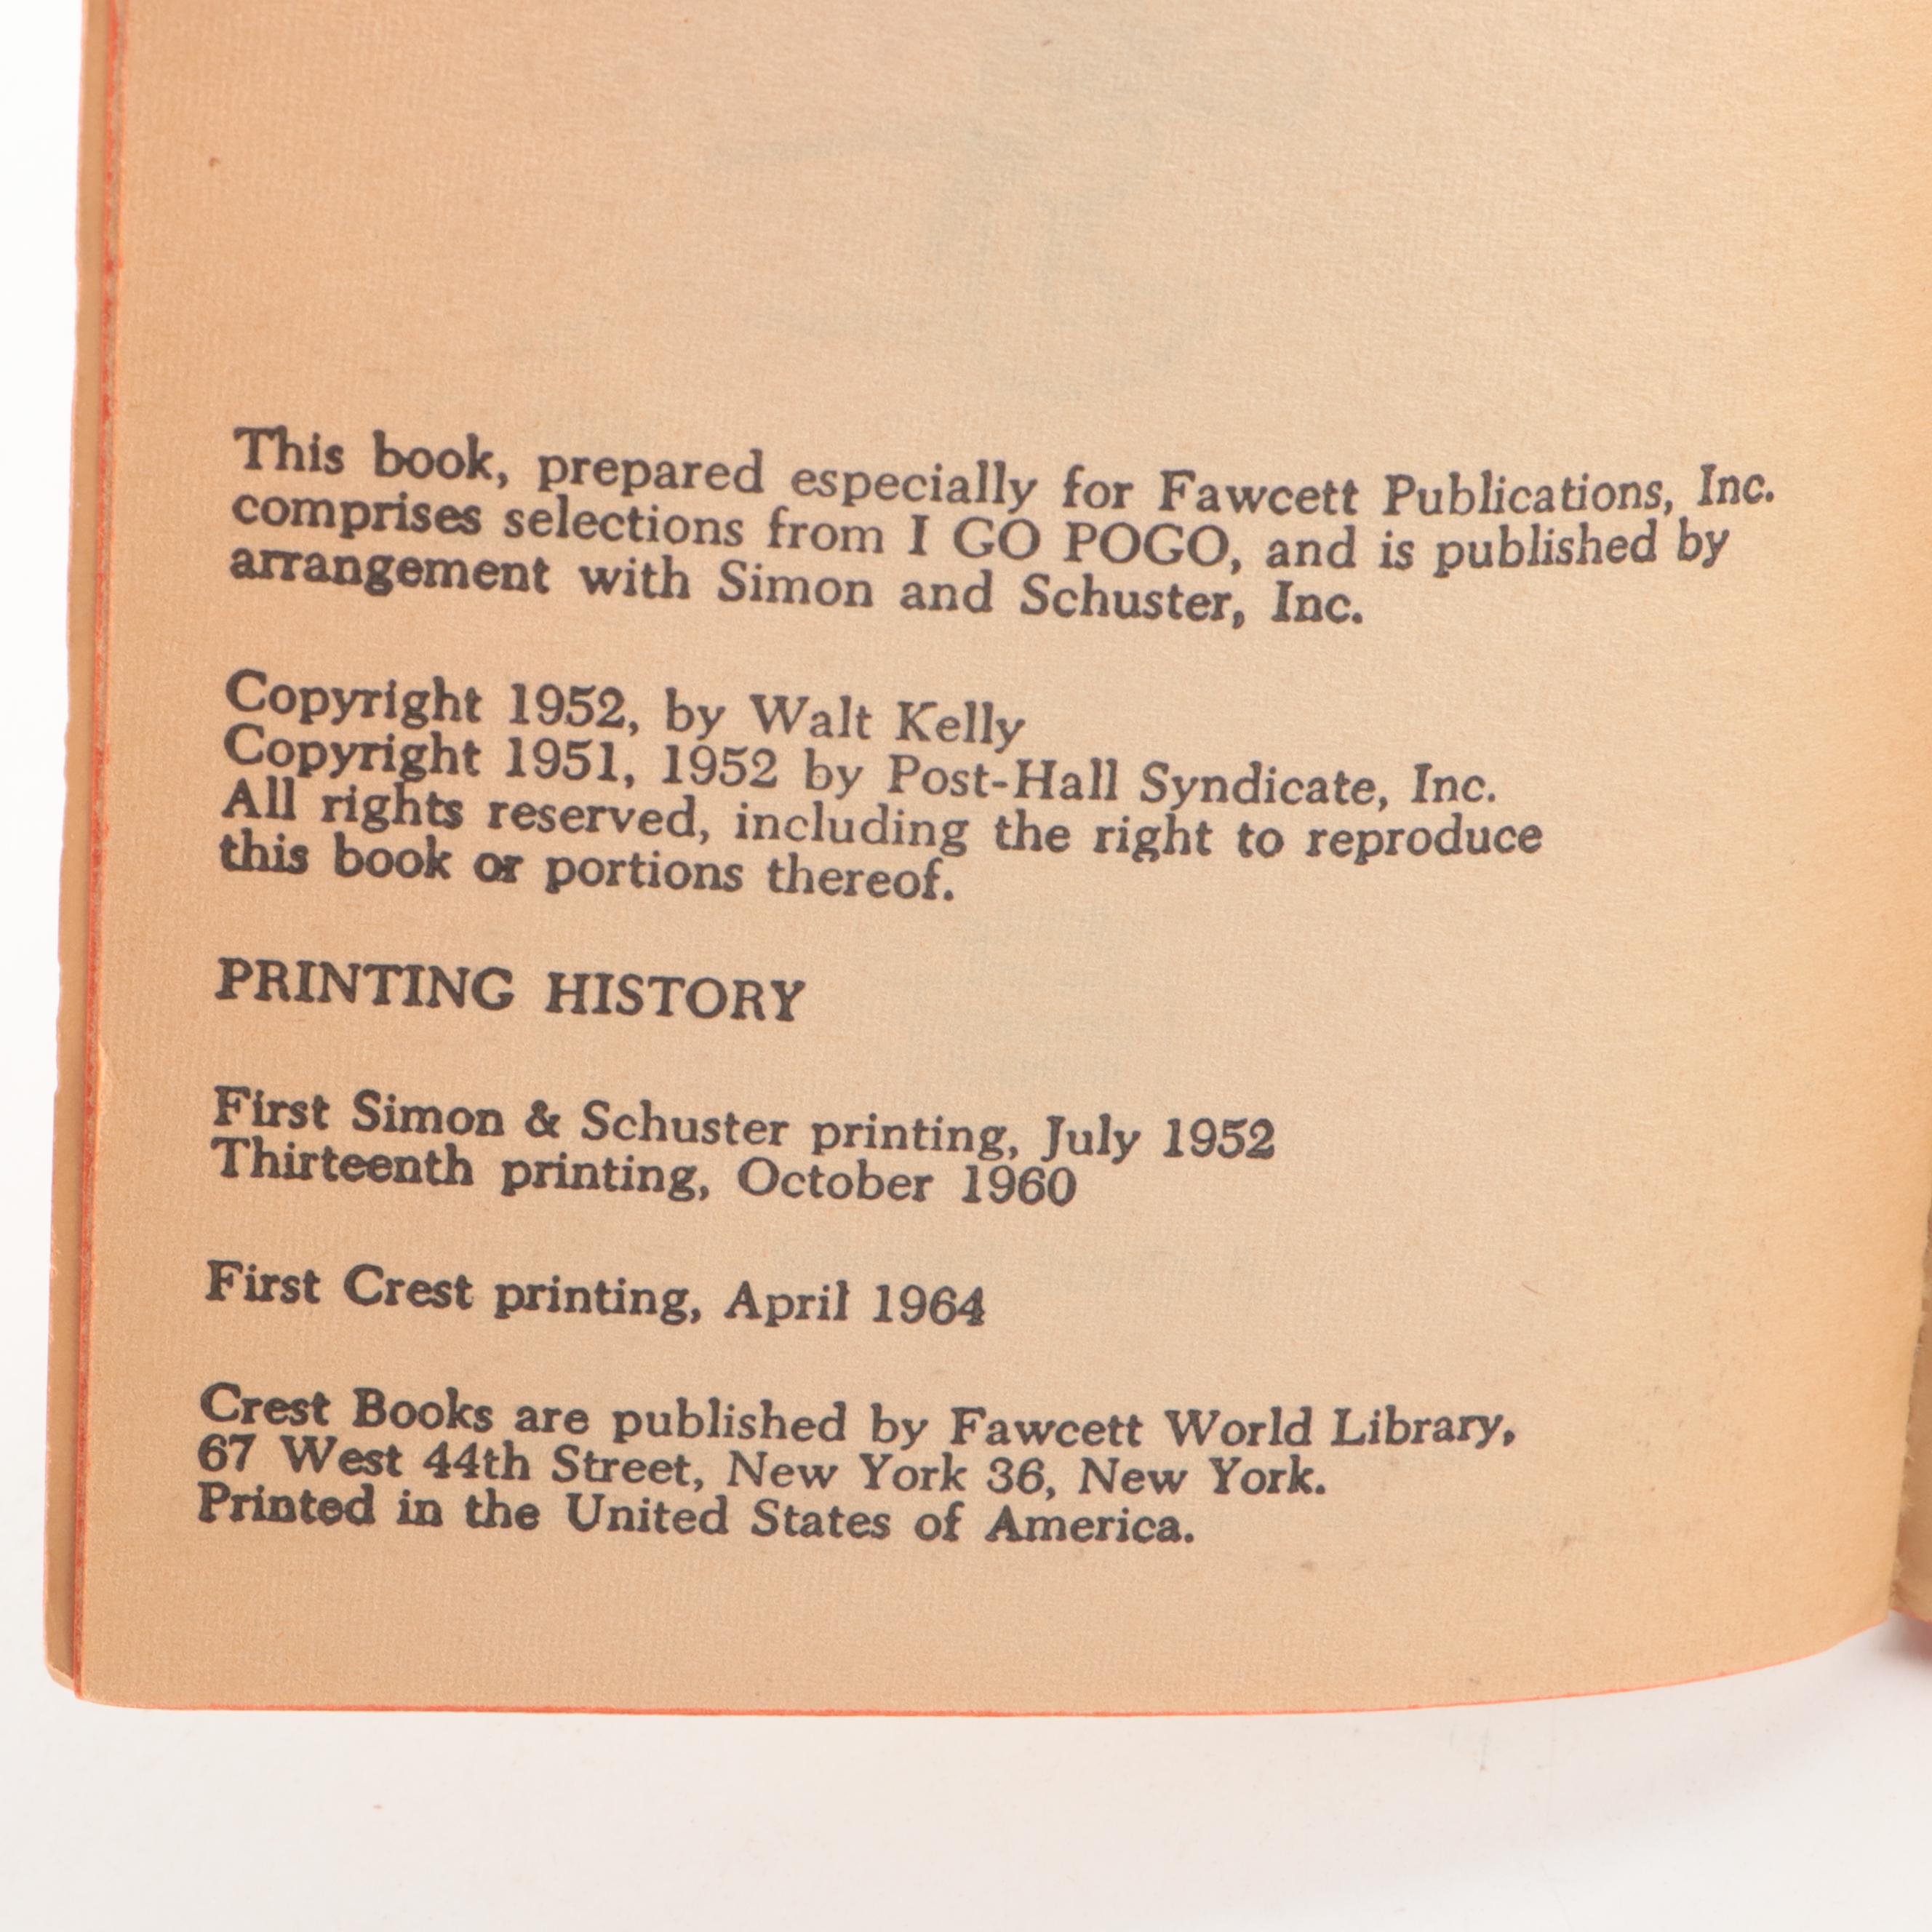 This book, prepared especially for Fawcett Publications, Inc.
comprises selections from I GO POGO, and is published by
arrangement with Simon and Schuster, Inc.
Copyright 1952, by Walt Kelly
Copyright 1951, 1952 by Post-Hall Syndicate, Inc.
All rights reserved, including the right to reproduce
this book or portions thereof.
PRINTING HISTORY
First Simon & Schuster printing, July 1952
Thirteenth printing, October 1960
First Crest printing, April 1964
Crest Books are published by Fawcett World Library,
67 West 44th Street, New York 36, New York.
Printed in the United States of America.